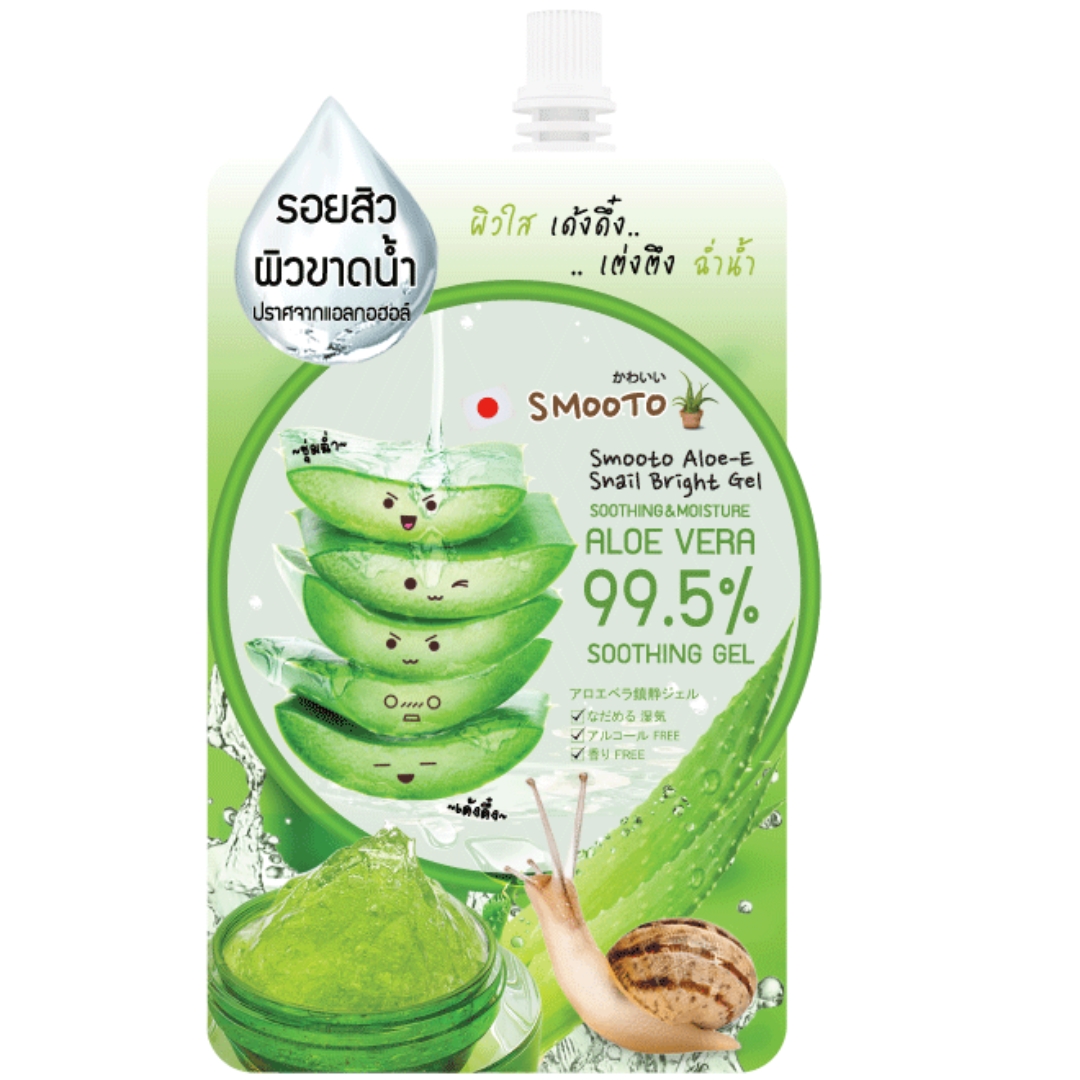 รอยสิว
ผิวขาดน้ำ
ปราศจากแอลกอฮอล์
ผิวใส เด้งดึ๋ง..
.. เต่งตึง ฉ่ำน้ำ
かわいい
SMOOTO
~ชุ่มฉ่ำ~
Smooto Aloe-E
Snail Bright Gel
SOOTHING&MOISTURE
ALOE VERA
99.5%
SOOTHING GEL
アロエベラ鎮静ジェル
なだめる 湿気
アルコール FREE
香り FREE
~เด้งดึ๋ง~